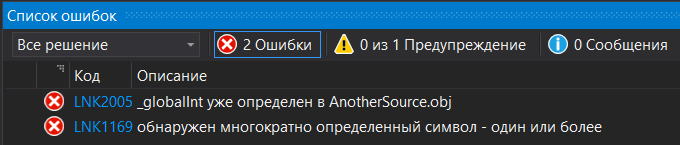 Список ошибок
Все решение 2 Ошибки 0 из 1 Предупреждение 0 Сообщения
Код Описание
LNK2005 _globalInt уже определен в AnotherSource.obj
LNK1169 обнаружен многократно определенный символ - один или более